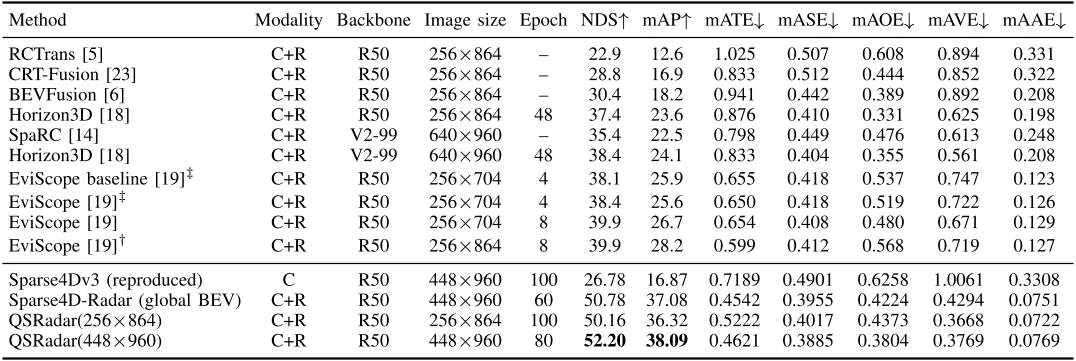 Method Modality Backbone Image size Epoch NDS↑ mAP↑ mATE↓ mASE↓ mAOE↓ mAVE↓ mAAE↓
RCTrans [5] C+R R50 256×864 – 22.9 12.6 1.025 0.507 0.608 0.894 0.331
CRT-Fusion [23] C+R R50 256×864 – 28.8 16.9 0.833 0.512 0.444 0.852 0.322
BEVFusion [6] C+R R50 256×864 – 30.4 18.2 0.941 0.442 0.389 0.892 0.208
Horizon3D [18] C+R R50 256×864 48 37.4 23.6 0.876 0.410 0.331 0.625 0.198
SpaRC [14] C+R V2-99 640×960 – 35.4 22.5 0.798 0.449 0.476 0.613 0.248
Horizon3D [18] C+R V2-99 640×960 48 38.4 24.1 0.833 0.404 0.355 0.561 0.208
EviScope baseline [19]‡ C+R R50 256×704 4 38.1 25.9 0.655 0.418 0.537 0.747 0.123
EviScope [19]‡ C+R R50 256×704 4 38.4 25.6 0.650 0.418 0.519 0.722 0.126
EviScope [19] C+R R50 256×704 8 39.9 26.7 0.654 0.408 0.480 0.671 0.129
EviScope [19]† C+R R50 256×864 8 39.9 28.2 0.599 0.412 0.568 0.719 0.127
Sparse4Dv3 (reproduced) C R50 448×960 100 26.78 16.87 0.7189 0.4901 0.6258 1.0061 0.3308
Sparse4D-Radar (global BEV) C+R R50 448×960 60 50.78 37.08 0.4542 0.3955 0.4224 0.4294 0.0751
QSRadar(256×864) C+R R50 256×864 100 50.16 36.32 0.5222 0.4017 0.4373 0.3668 0.0722
QSRadar(448×960) C+R R50 448×960 80 52.20 38.09 0.4621 0.3885 0.3804 0.3769 0.0769